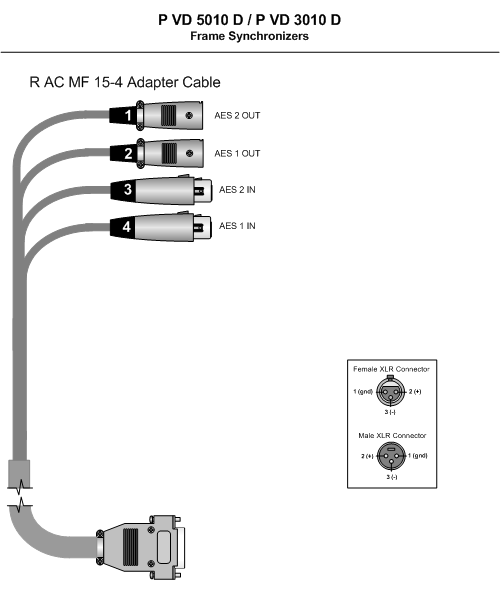 P VD 5010 D / P VD 3010 D
Frame Synchronizers
R AC MF 15-4 Adapter Cable
1
AES 2 OUT
2
AES 1 OUT
3
AES 2 IN
4
AES 1 IN
Female XLR Connector
1 (gnd)
2 (+)
3 (-)
Male XLR Connector
2 (+)
1 (gnd)
3 (-)